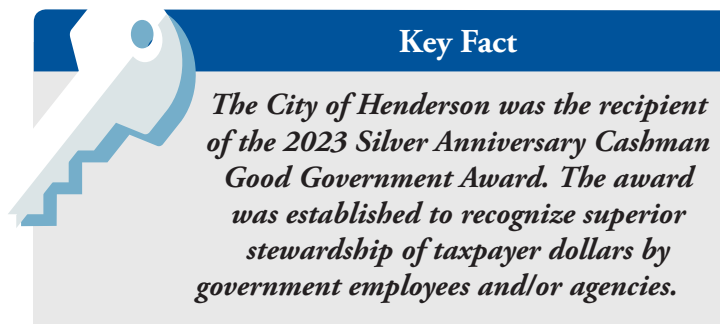 Key Fact
The City of Henderson was the recipient
of the 2023 Silver Anniversary Cashman
Good Government Award. The award
was established to recognize superior
stewardship of taxpayer dollars by
government employees and/or agencies.